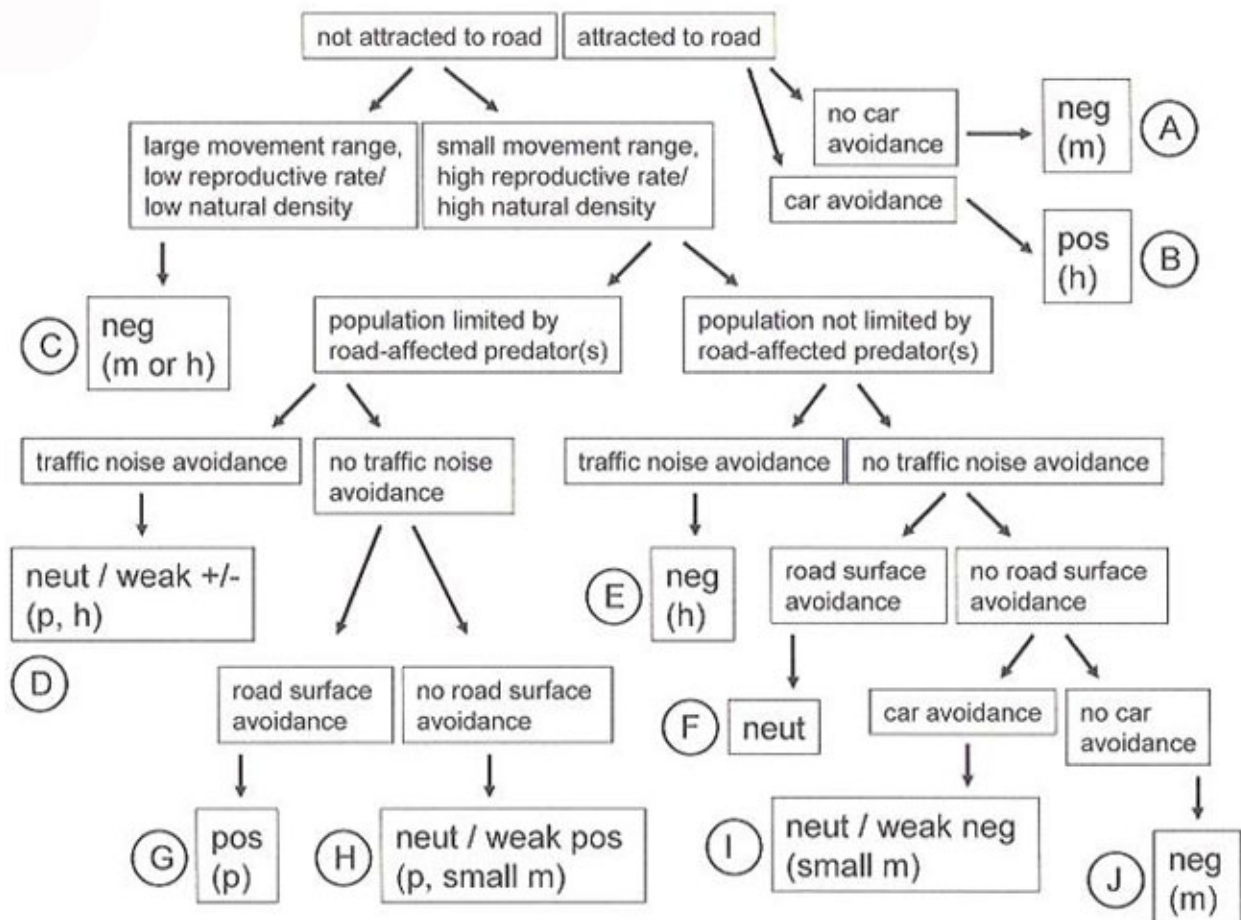 not attracted to road
attracted to road
no car
avoidance
neg
(m)
A
large movement range,
low reproductive rate/
low natural density
small movement range,
high reproductive rate/
high natural density
car avoidance
pos
(h)
B
C
neg
(m or h)
population limited by
road-affected predator(s)
population not limited by
road-affected predator(s)
traffic noise avoidance
no traffic noise
avoidance
traffic noise avoidance
no traffic noise avoidance
neut / weak +/-
(p, h)
D
E
neg
(h)
road surface
avoidance
no road surface
avoidance
road surface
avoidance
no road surface
avoidance
F
neut
car avoidance
no car
avoidance
G
pos
(p)
H
neut / weak pos
(p, small m)
I
neut / weak neg
(small m)
J
neg
(m)